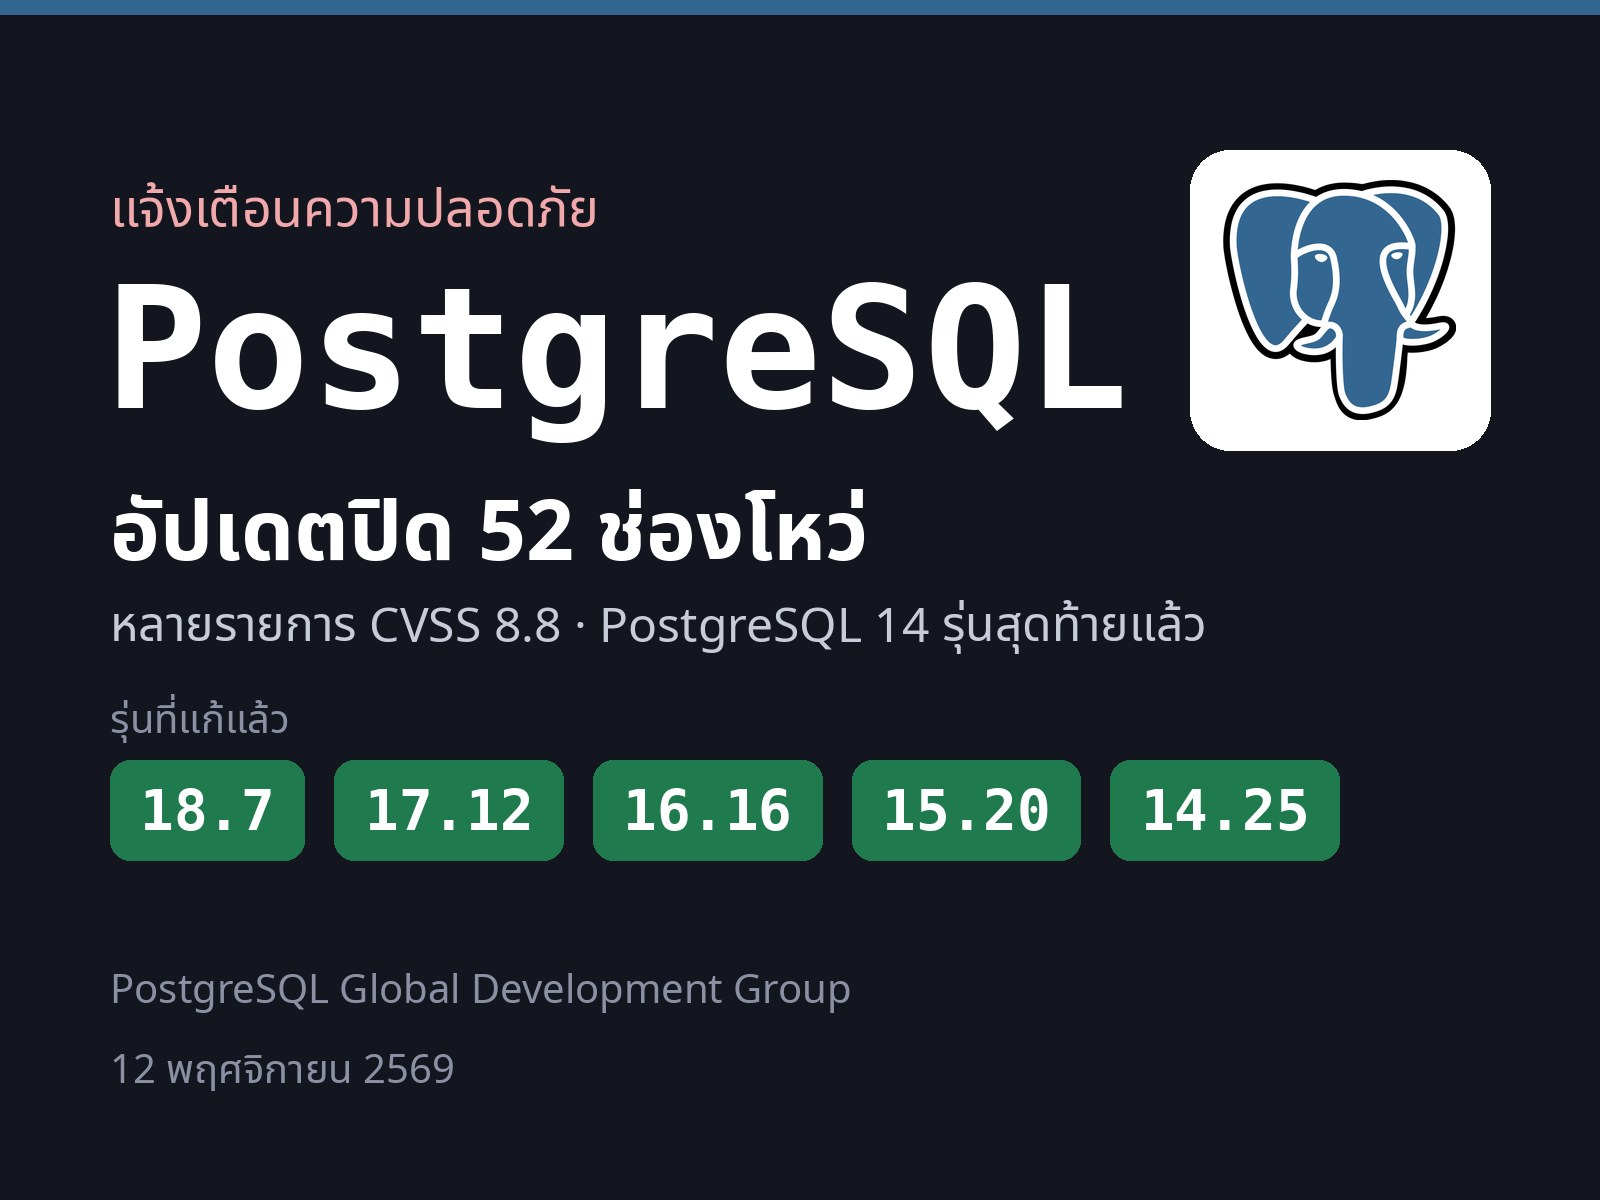 แจ้งเตือนความปลอดภัย
PostgreSQL
อัปเดตปิด 52 ช่องโหว่
หลายรายการ CVSS 8.8 · PostgreSQL 14 รุ่นสุดท้ายแล้ว
รุ่นที่แก้แล้ว
18.7 17.12 16.16 15.20 14.25
PostgreSQL Global Development Group
12 พฤศจิกายน 2569